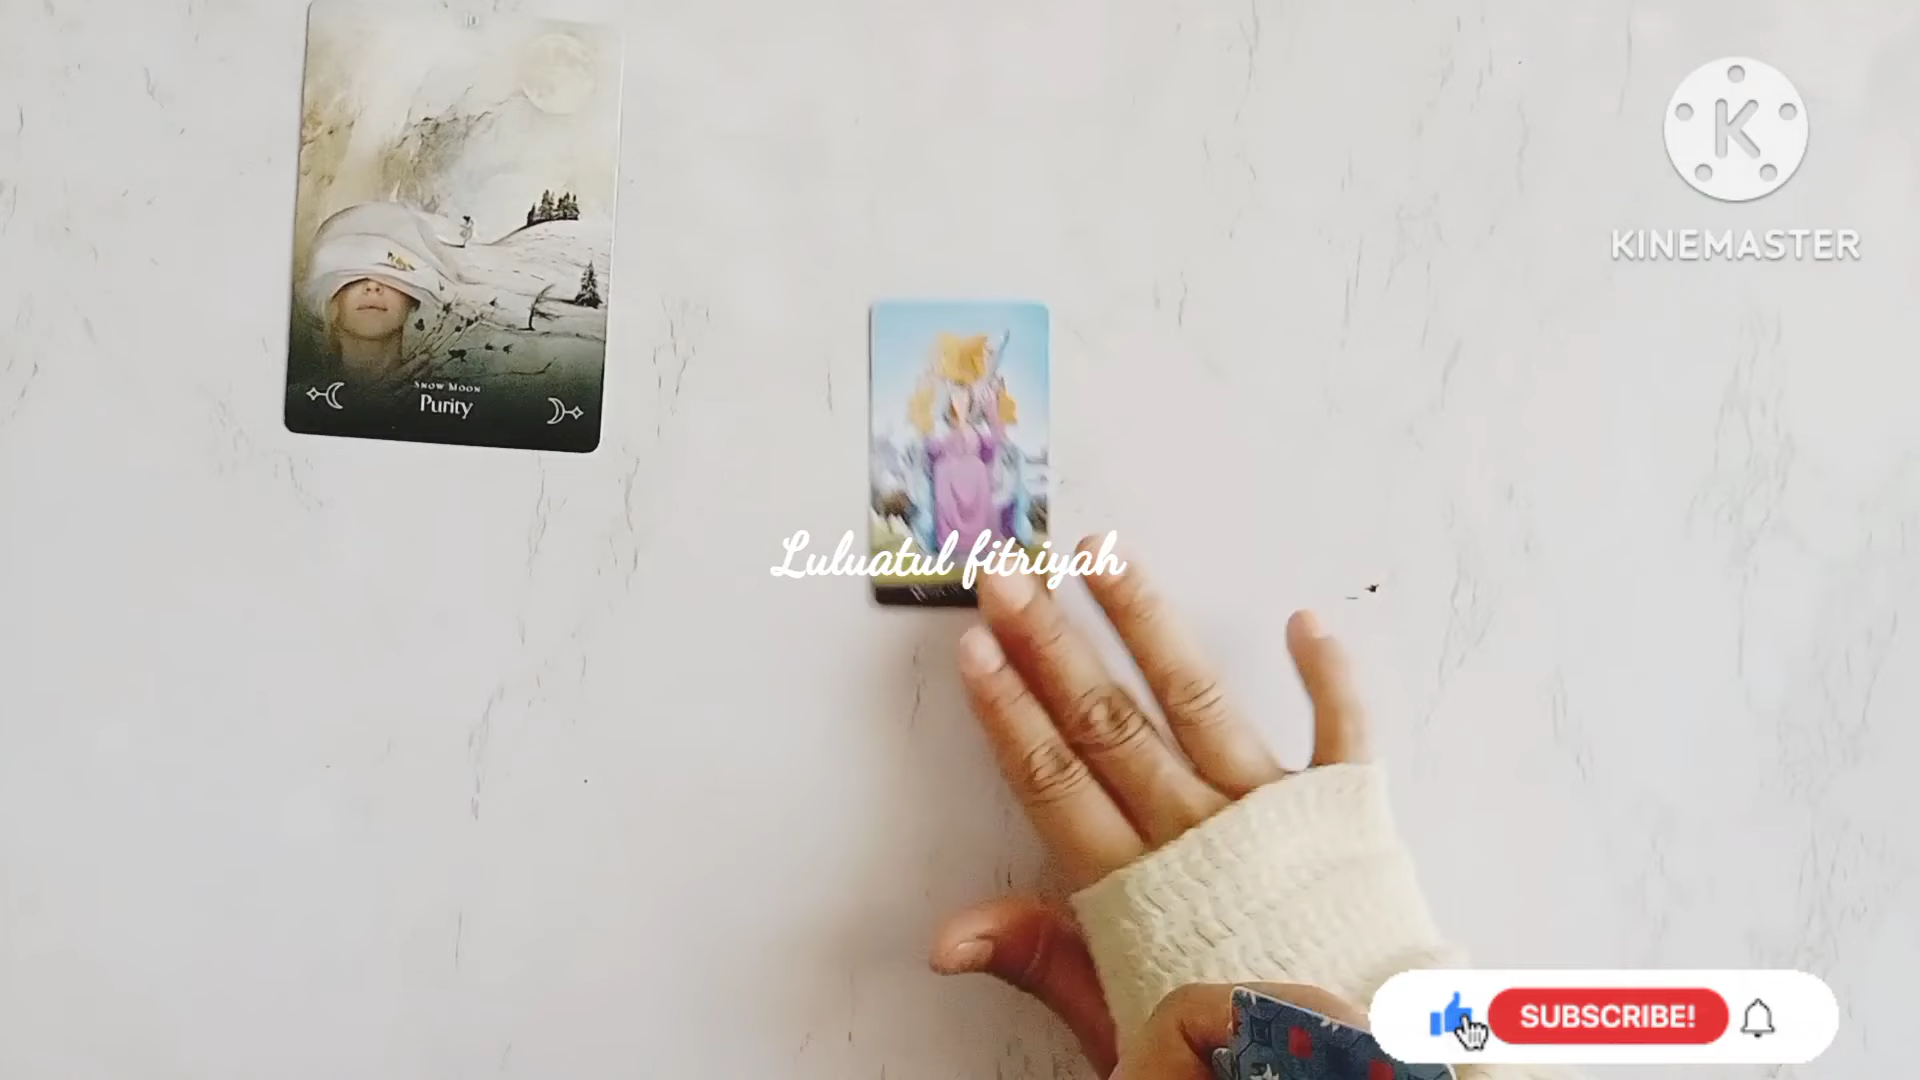 KINEMASTER
SNOW MOON
Purity
Luluatul fitriyah
SUBSCRIBE!